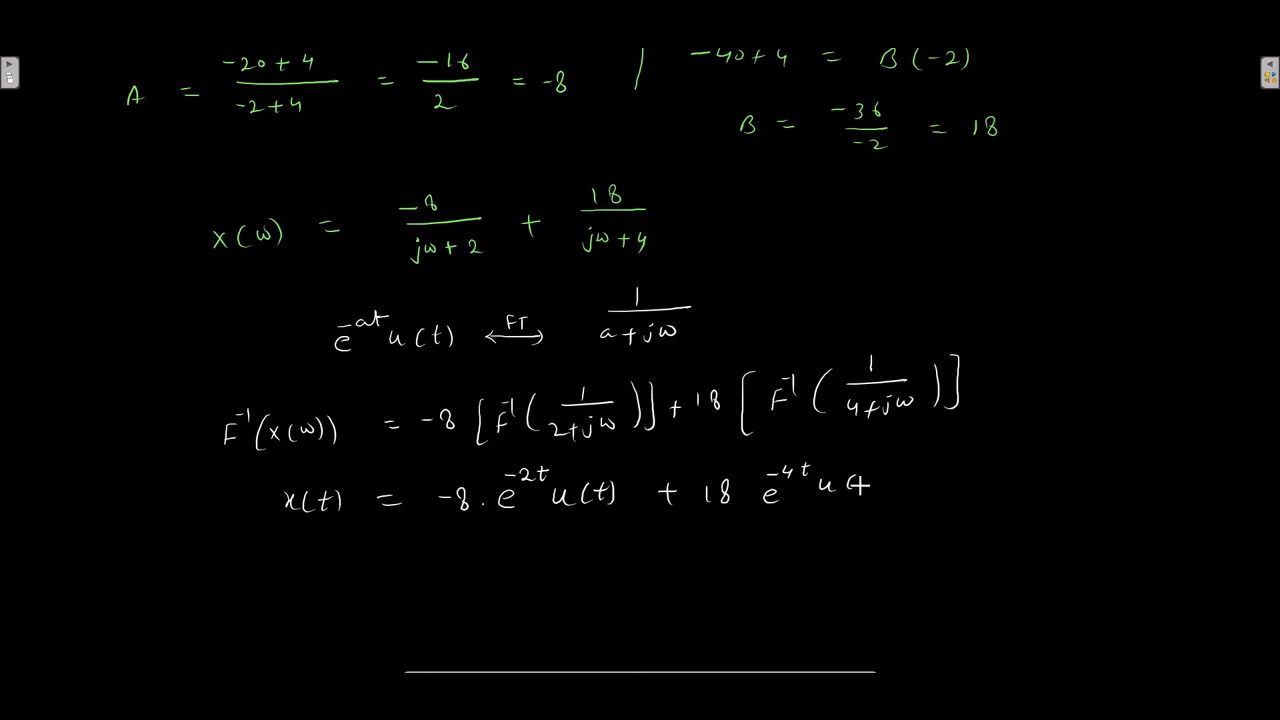 A = -20+4 / -2+4 = -16 / 2 = -8 | -40+4 = B(-2)
B = -36 / -2 = 18
x(ω) = -8 / jω+2 + 18 / jω+4
e^-at u(t) <-FT-> 1 / a+jω
F^-1(x(ω)) = -8 [F^-1(1 / 2+jω)] + 18 [F^-1(1 / 4+jω)]
x(t) = -8 . e^-2t u(t) + 18 e^-4t u(t